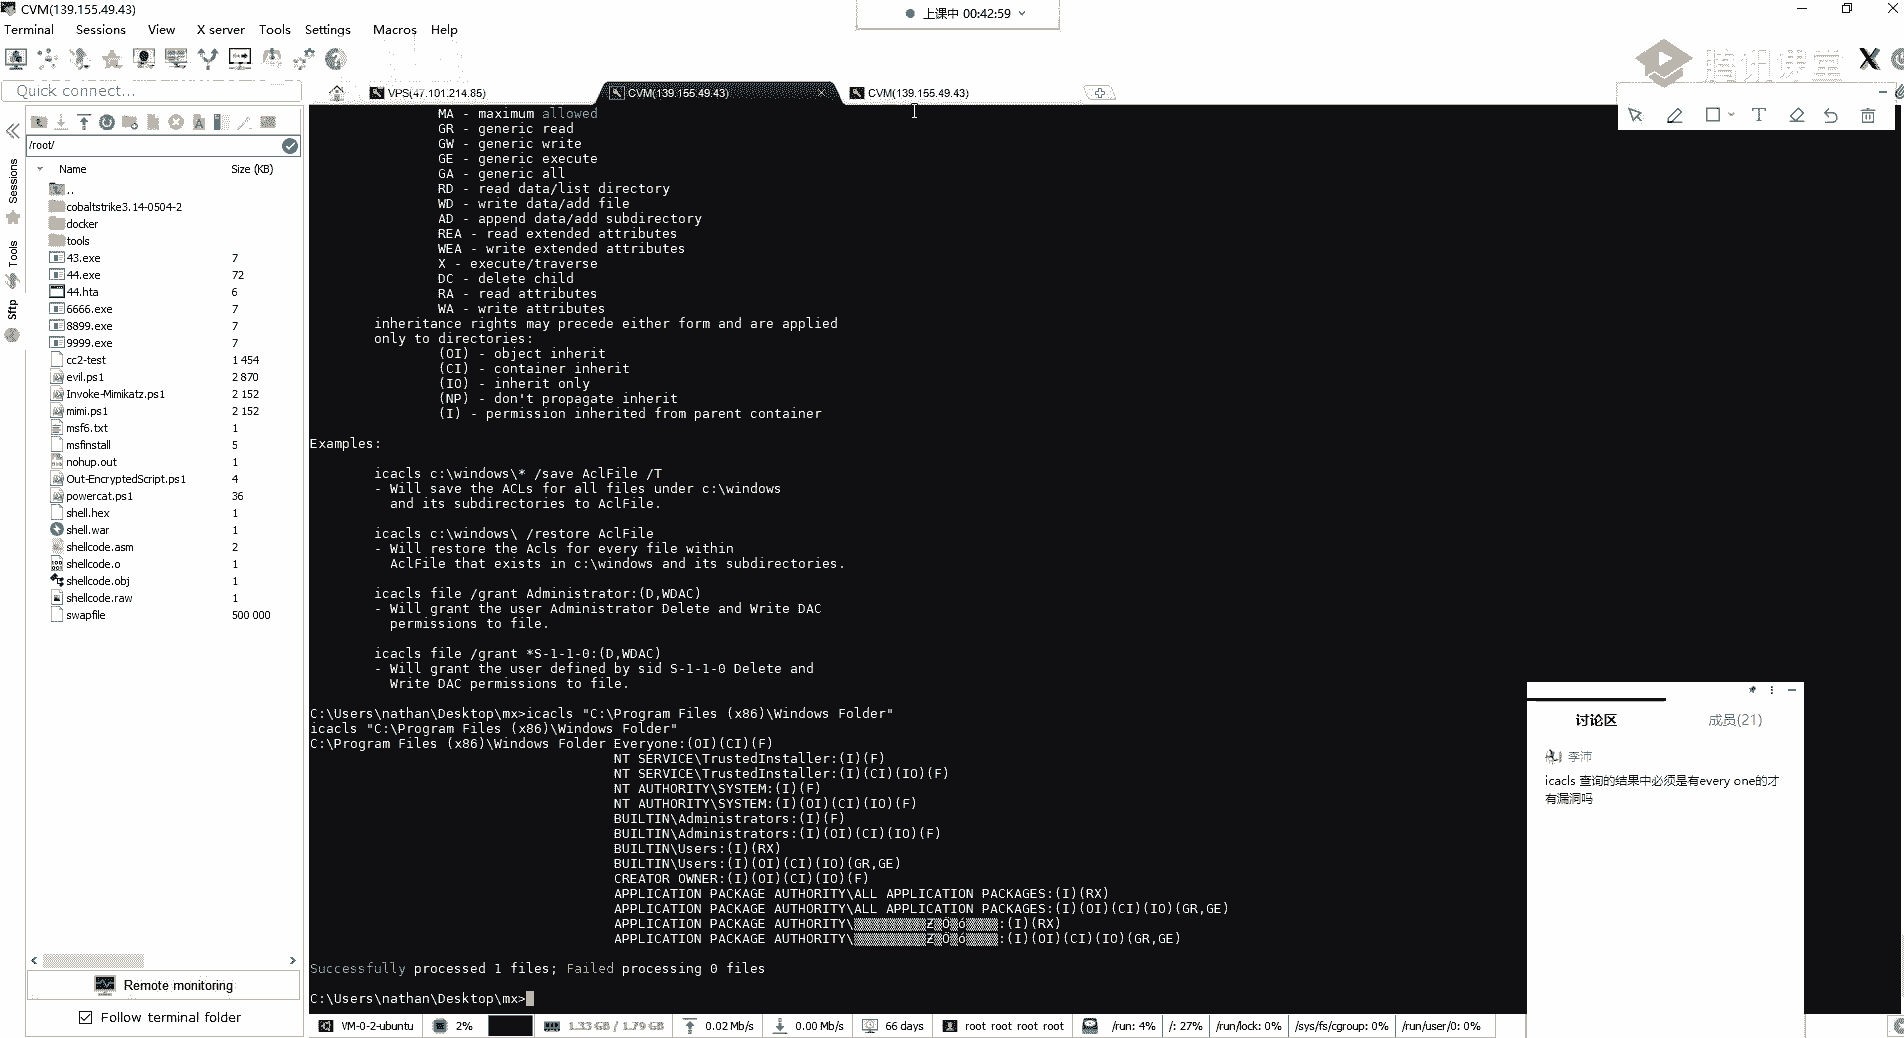 CVM(139.155.49.43)
上课中 00:42:59
Terminal Sessions View X server Tools Settings Macros Help
腾讯课堂
Quick connect...
VPS(47.101.214.85)
CVM(139.155.49.43)
CVM(139.155.49.43)
Sessions
Tools
Sftp
/root/
Name Size (KB)
..
cobaltstrike3.14-0504-2
docker
tools
43.exe 7
44.exe 72
44.hta 6
6666.exe 7
8899.exe 7
9999.exe 7
cc2-test 1 454
evil.ps1 2 870
Invoke-Mimikatz.ps1 2 152
mimi.ps1 2 152
msf6.txt 1
msfinstall 5
nohup.out 1
Out-EncryptedScript.ps1 4
powercat.ps1 36
shell.hex 1
shell.war 1
shellcode.asm 2
shellcode.o 1
shellcode.obj 1
shellcode.raw 1
swapfile 500 000
Remote monitoring
Follow terminal folder
MA - maximum allowed
GR - generic read
GW - generic write
GE - generic execute
GA - generic all
RD - read data/list directory
WD - write data/add file
AD - append data/add subdirectory
REA - read extended attributes
WEA - write extended attributes
X - execute/traverse
DC - delete child
RA - read attributes
WA - write attributes
inheritance rights may precede either form and are applied
only to directories:
(OI) - object inherit
(CI) - container inherit
(IO) - inherit only
(NP) - don't propagate inherit
(I) - permission inherited from parent container
Examples:
icacls c:\windows\* /save AclFile /T
- Will save the ACLs for all files under c:\windows
and its subdirectories to AclFile.
icacls c:\windows\ /restore AclFile
- Will restore the Acls for every file within
AclFile that exists in c:\windows and its subdirectories.
icacls file /grant Administrator:(D,WDAC)
- Will grant the user Administrator Delete and Write DAC
permissions to file.
icacls file /grant *S-1-1-0:(D,WDAC)
- Will grant the user defined by sid S-1-1-0 Delete and
Write DAC permissions to file.
C:\Users\nathan\Desktop\mx>icacls "C:\Program Files (x86)\Windows Folder"
icacls "C:\Program Files (x86)\Windows Folder"
C:\Program Files (x86)\Windows Folder Everyone:(OI)(CI)(F)
NT SERVICE\TrustedInstaller:(I)(F)
NT SERVICE\TrustedInstaller:(I)(CI)(IO)(F)
NT AUTHORITY\SYSTEM:(I)(F)
NT AUTHORITY\SYSTEM:(I)(OI)(CI)(IO)(F)
BUILTIN\Administrators:(I)(F)
BUILTIN\Administrators:(I)(OI)(CI)(IO)(F)
BUILTIN\Users:(I)(RX)
BUILTIN\Users:(I)(OI)(CI)(IO)(GR,GE)
CREATOR OWNER:(I)(OI)(CI)(IO)(F)
APPLICATION PACKAGE AUTHORITY\ALL APPLICATION PACKAGES:(I)(RX)
APPLICATION PACKAGE AUTHORITY\ALL APPLICATION PACKAGES:(I)(OI)(CI)(IO)(GR,GE)
APPLICATION PACKAGE AUTHORITY\ :(I)(RX)
APPLICATION PACKAGE AUTHORITY\ :(I)(OI)(CI)(IO)(GR,GE)
Successfully processed 1 files; Failed processing 0 files
C:\Users\nathan\Desktop\mx>
讨论区 成员(21)
李沛
icacls 查询的结果中必须是有every one的才
有漏洞吗
VM-0-2-ubuntu 2% 1.33 GB / 1.79 GB 0.02 Mb/s 0.00 Mb/s 66 days root root root root /run: 4% /: 27% /run/lock: 0% /sys/fs/cgroup: 0% /run/user/0: 0%